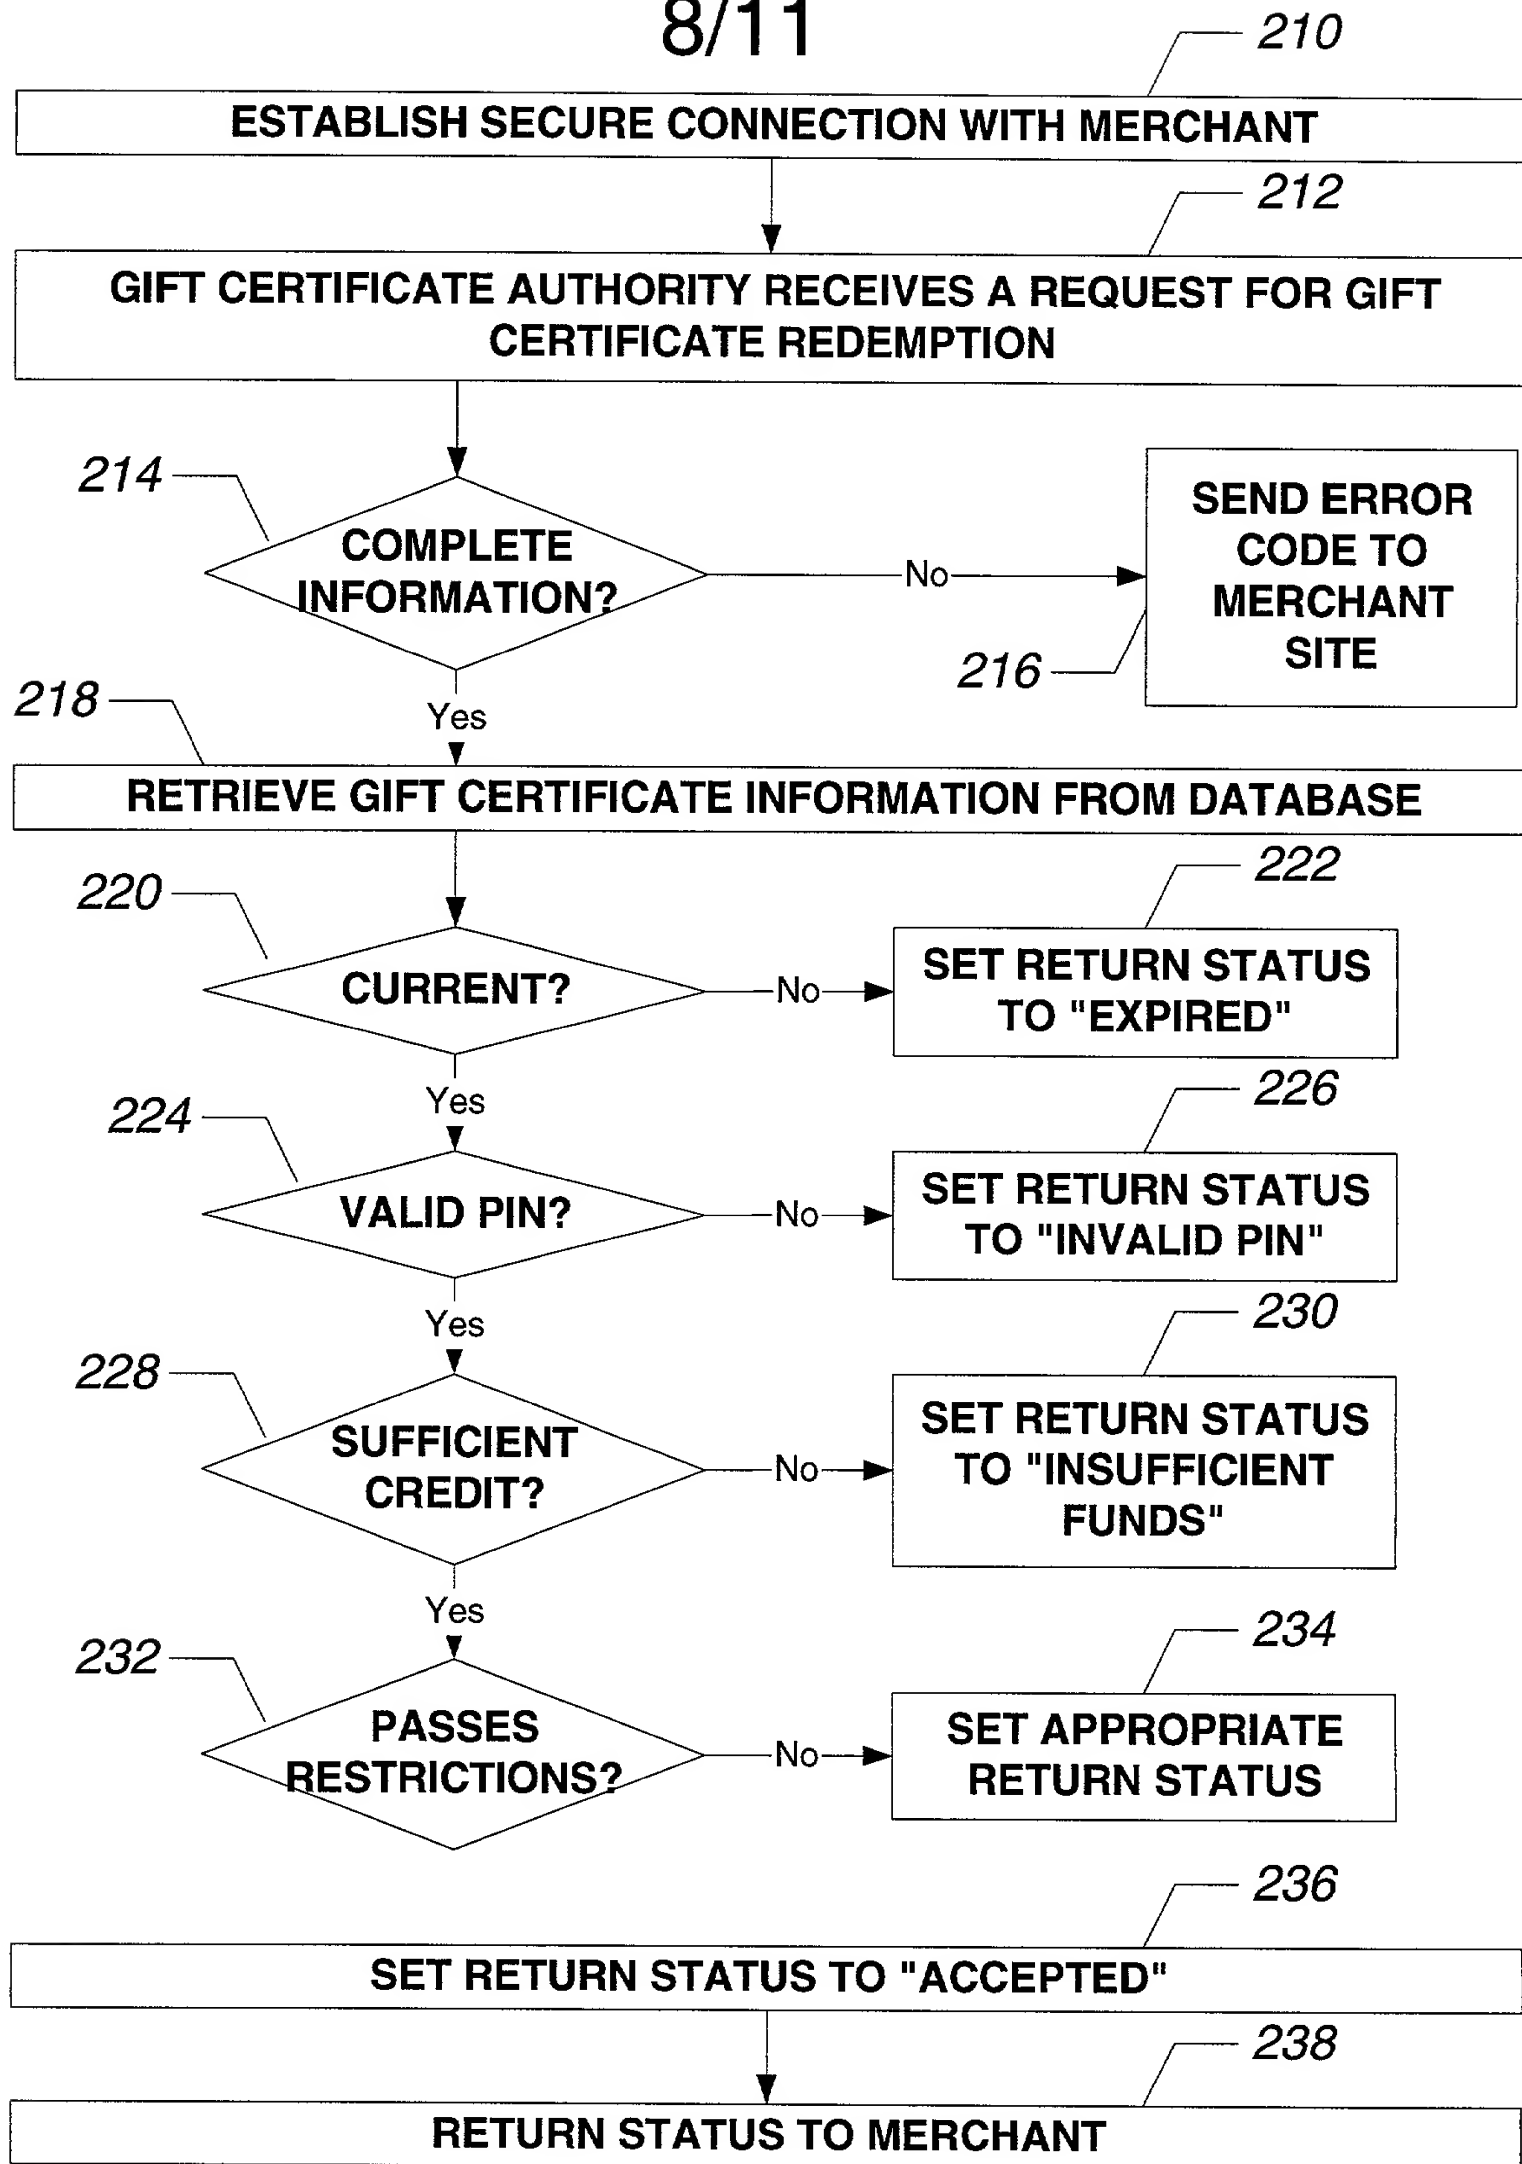 8/11
210
ESTABLISH SECURE CONNECTION WITH MERCHANT
212
GIFT CERTIFICATE AUTHORITY RECEIVES A REQUEST FOR GIFT
CERTIFICATE REDEMPTION
214
COMPLETE
INFORMATION?
No
SEND ERROR
CODE TO
MERCHANT
SITE
216
Yes
218
RETRIEVE GIFT CERTIFICATE INFORMATION FROM DATABASE
220
CURRENT?
No
222
SET RETURN STATUS
TO "EXPIRED"
Yes
224
VALID PIN?
No
226
SET RETURN STATUS
TO "INVALID PIN"
Yes
228
SUFFICIENT
CREDIT?
No
230
SET RETURN STATUS
TO "INSUFFICIENT
FUNDS"
Yes
232
PASSES
RESTRICTIONS?
No
234
SET APPROPRIATE
RETURN STATUS
236
SET RETURN STATUS TO "ACCEPTED"
238
RETURN STATUS TO MERCHANT